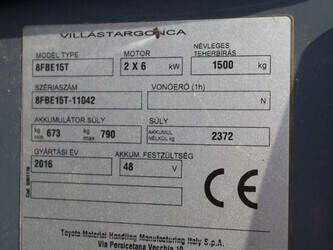 VILLÁSTARGONCA
MODEL TYPE MOTOR NÉVLEGES TEHERBÍRÁS
8FBE15T 2 X 6 kW 1500 kg
SZÉRIASZÁM VONÓERŐ (1h)
8FBE15T-11042 N
AKKUMULÁTOR SÚLY SÚLY
kg min 673 kg max 790 AKKUMUL NÉLKÜL kg 2372
GYÁRTÁSI ÉV AKKUM. FESZÜLTSÉG
2016 48 V CE
Toyota Material Handling Manufacturing Italy S.p.A.
Via Persicetana Vecchia 10